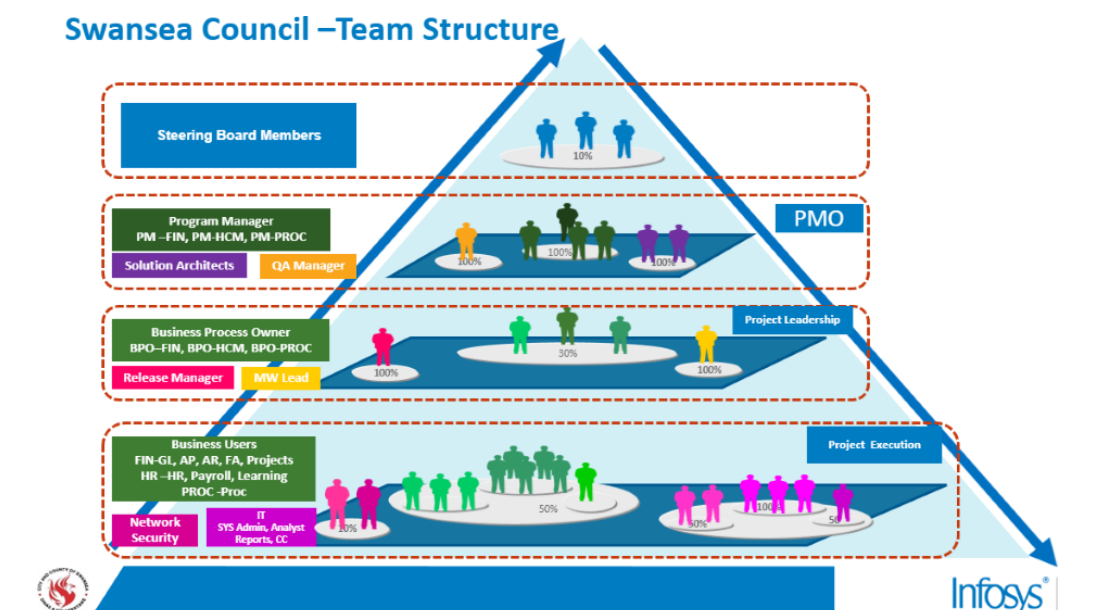 Swansea Council –Team Structure
Steering Board Members
10%
Program Manager
PM –FIN, PM-HCM, PM-PROC
Solution Architects
QA Manager
PMO
100%
100%
100%
Business Process Owner
BPO–FIN, BPO-HCM, BPO-PROC
Release Manager
MW Lead
Project Leadership
100%
30%
100%
Business Users
FIN-GL, AP, AR, FA, Projects
HR –HR, Payroll, Learning
PROC -Proc
Network
Security
IT
SYS Admin, Analyst
Reports, CC
Project Execution
50%
50%
100%
Infosys®